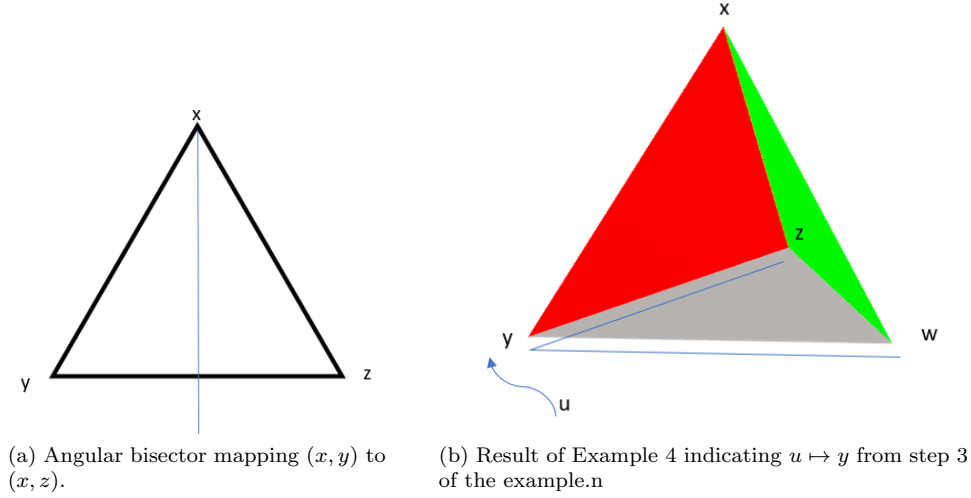 x
y
z
(a) Angular bisector mapping (x, y) to
(x, z).
x
z
y
w
u
(b) Result of Example 4 indicating u ↦ y from step 3
of the example.n